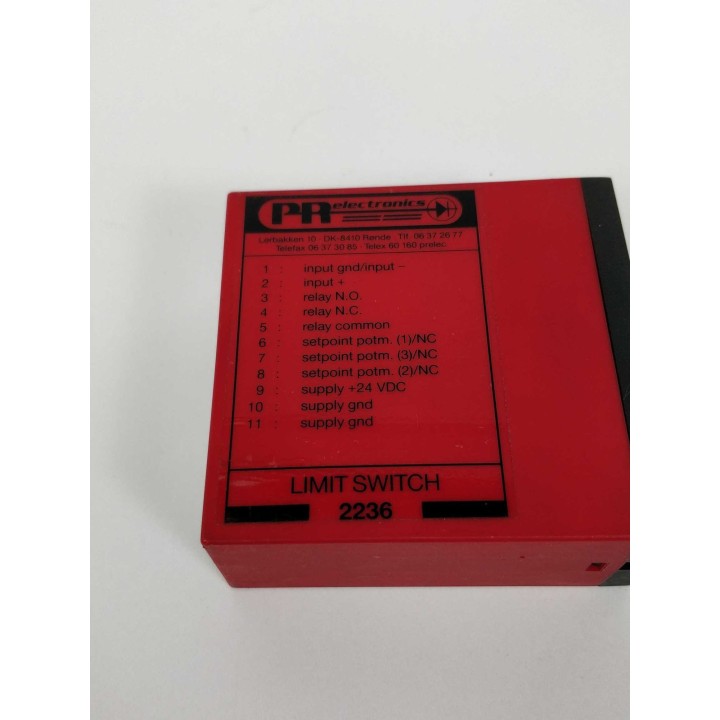 PR electronics
Lerbakken 10 · DK-8410 Rønde · Tlf. 06 37 26 77
Telefax 06 37 30 85 · Telex 60 160 prelec
1 : input gnd/input -
2 : input +
3 : relay N.O.
4 : relay N.C.
5 : relay common
6 : setpoint potm. (1)/NC
7 : setpoint potm. (3)/NC
8 : setpoint potm. (2)/NC
9 : supply +24 VDC
10 : supply gnd
11 : supply gnd
LIMIT SWITCH
2236